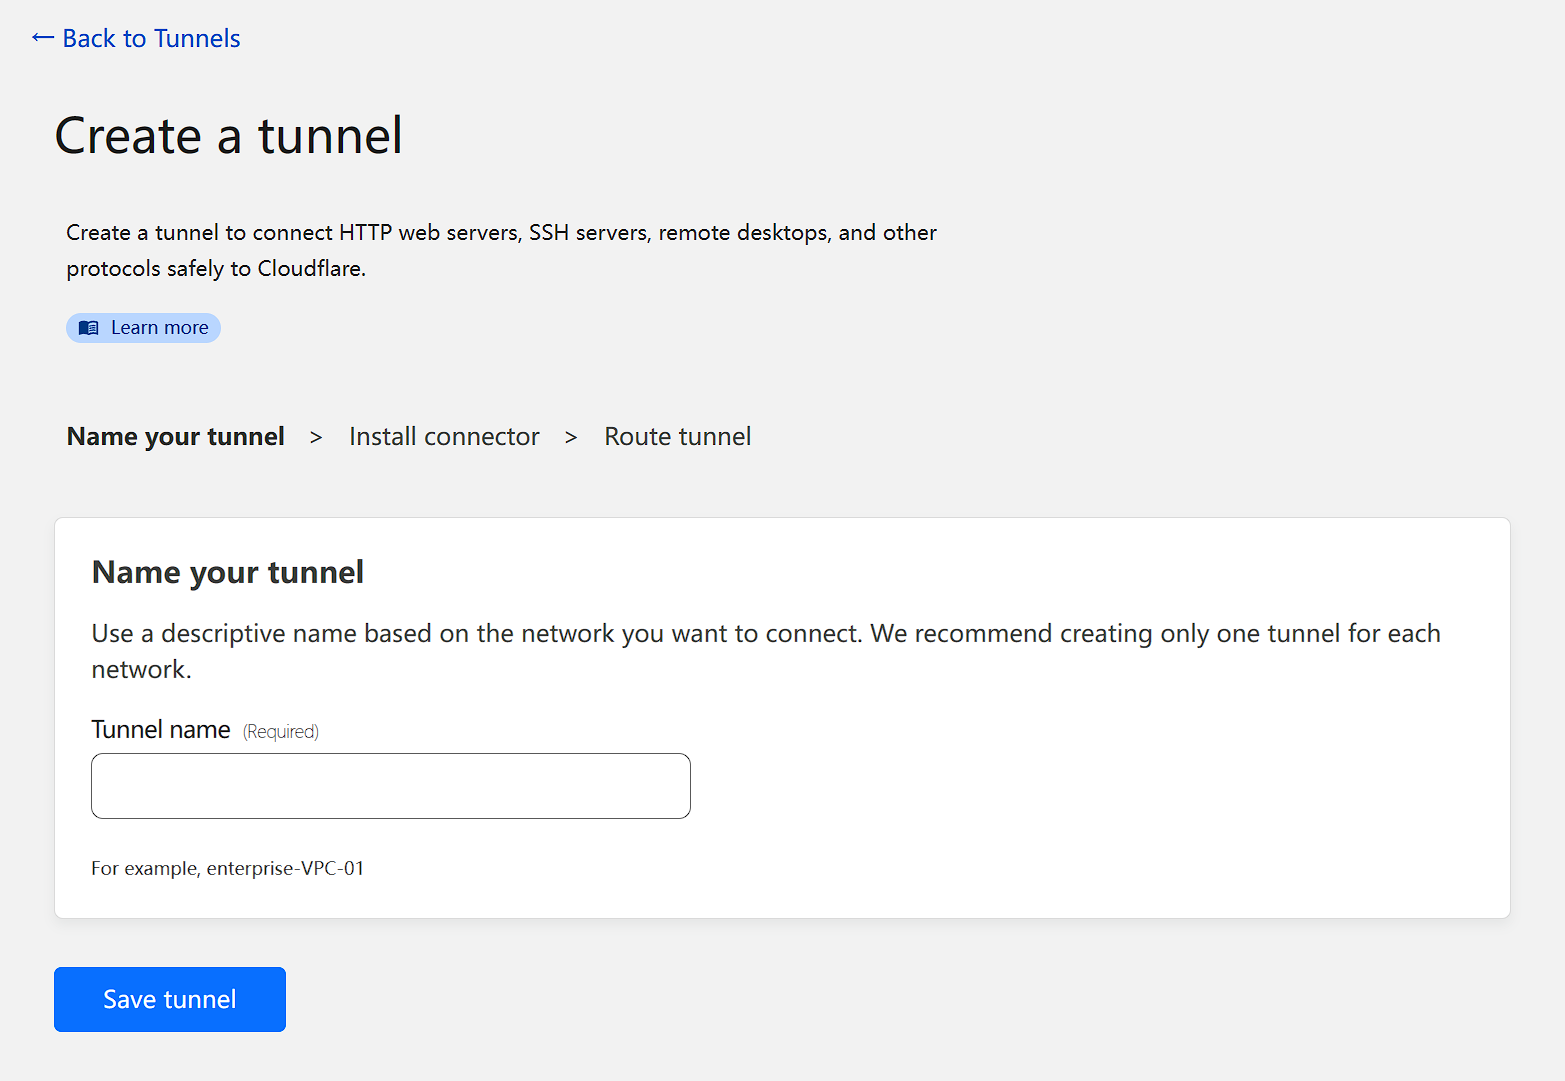 ← Back to Tunnels
Create a tunnel
Create a tunnel to connect HTTP web servers, SSH servers, remote desktops, and other
protocols safely to Cloudflare.
Learn more
Name your tunnel > Install connector > Route tunnel
Name your tunnel
Use a descriptive name based on the network you want to connect. We recommend creating only one tunnel for each
network.
Tunnel name (Required)
For example, enterprise-VPC-01
Save tunnel